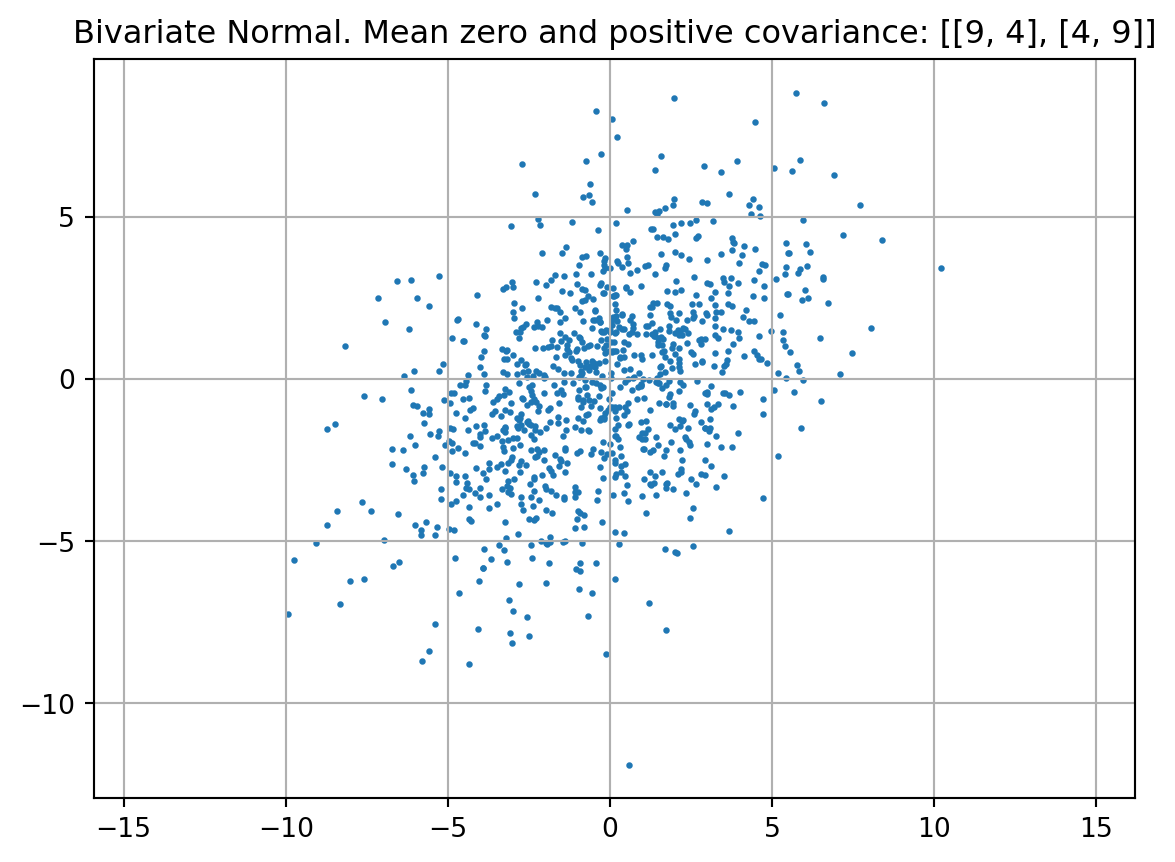 Bivariate Normal. Mean zero and positive covariance: [[9, 4], [4, 9]]
5
0
−5
−10
−15 −10 −5 0 5 10 15